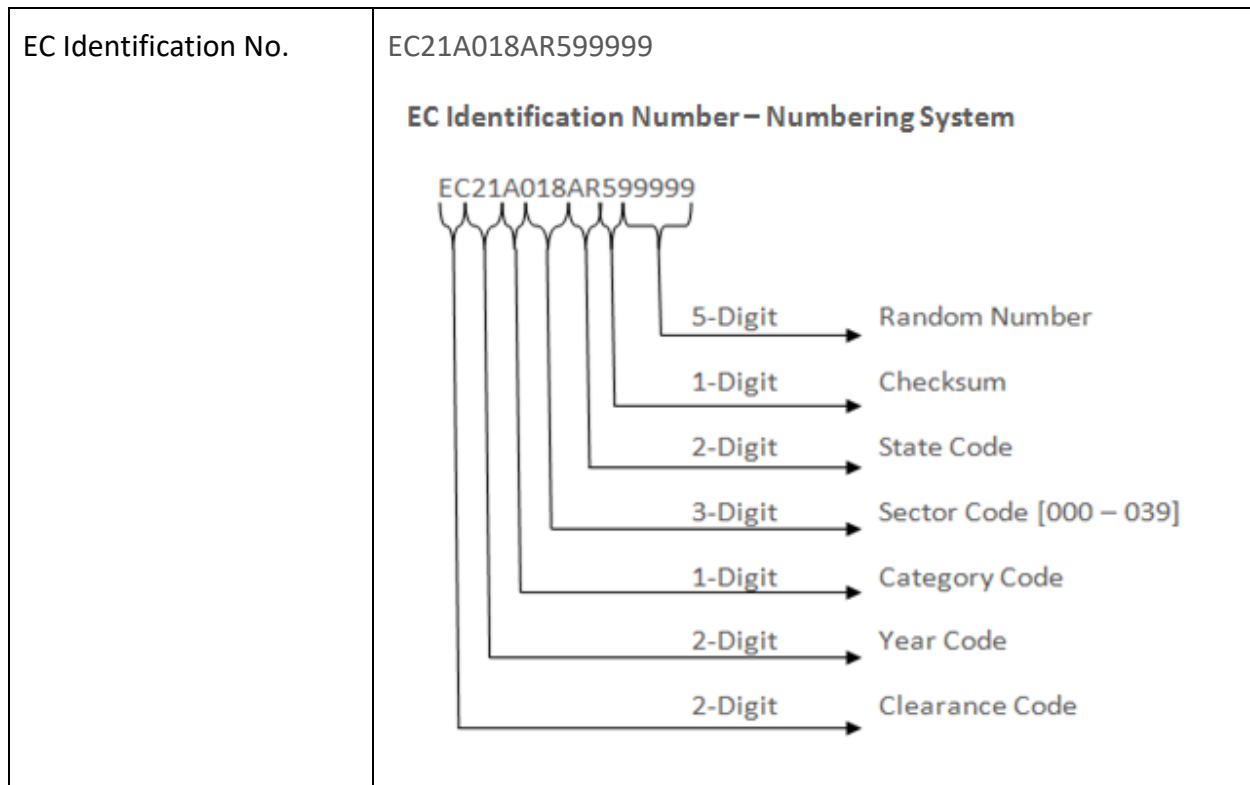 EC Identification No.
EC21A018AR599999
EC Identification Number – Numbering System
EC21A018AR599999
5-Digit Random Number
1-Digit Checksum
2-Digit State Code
3-Digit Sector Code [000 – 039]
1-Digit Category Code
2-Digit Year Code
2-Digit Clearance Code